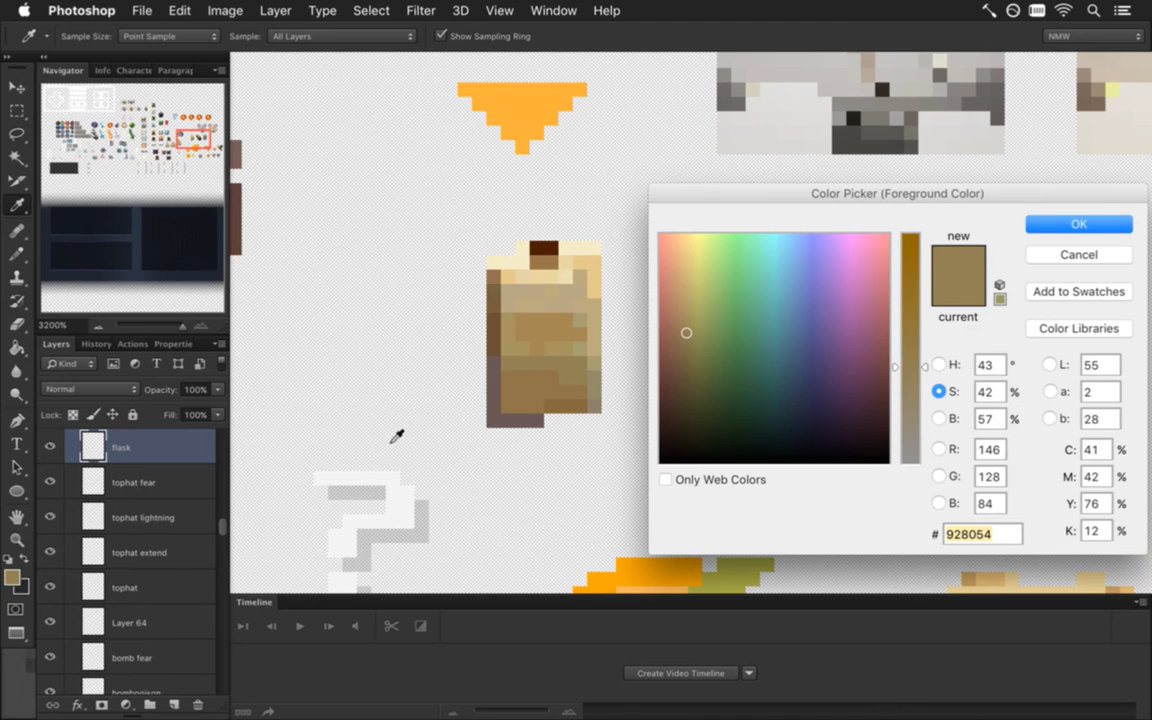 Photoshop File Edit Image Layer Type Select Filter 3D View Window Help
Sample Size: Point Sample Sample: All Layers Show Sampling Ring NMW
Navigator Info Characte Paragrap
3200%
Layers History Actions Propertie
Kind
Normal Opacity: 100%
Lock: Fill: 100%
flask
tophat fear
tophat lightning
tophat extend
tophat
Layer 64
bomb fear
bombpoison
fx
Color Picker (Foreground Color)
new
current
OK
Cancel
Add to Swatches
Color Libraries
H: 43 °
S: 42 %
B: 57 %
R: 146
G: 128
B: 84
# 928054
L: 55
a: 2
b: 28
C: 41 %
M: 42 %
Y: 76 %
K: 12 %
Only Web Colors
Timeline
Create Video Timeline